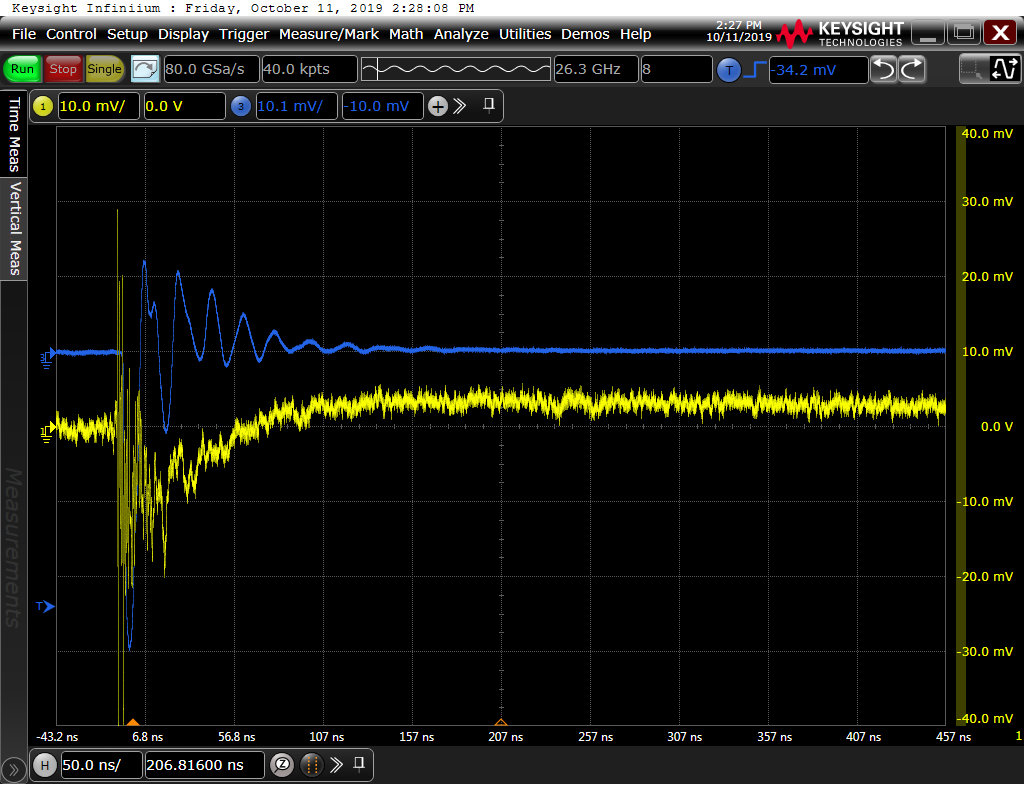 Keysight Infiniium : Friday, October 11, 2019 2:28:08 PM
File Control Setup Display Trigger Measure/Mark Math Analyze Utilities Demos Help
2:27 PM
10/11/2019
KEYSIGHT
TECHNOLOGIES
X
Run Stop Single 80.0 GSa/s 40.0 kpts 26.3 GHz 8 T -34.2 mV
1 10.0 mV/ 0.0 V 3 10.1 mV/ -10.0 mV +
Time Meas
Vertical Meas
Measurements
40.0 mV
30.0 mV
20.0 mV
3
10.0 mV
1
0.0 V
-10.0 mV
-20.0 mV
T
-30.0 mV
-40.0 mV
-43.2 ns 6.8 ns 56.8 ns 107 ns 157 ns 207 ns 257 ns 307 ns 357 ns 407 ns 457 ns 1
H 50.0 ns/ 206.81600 ns Z